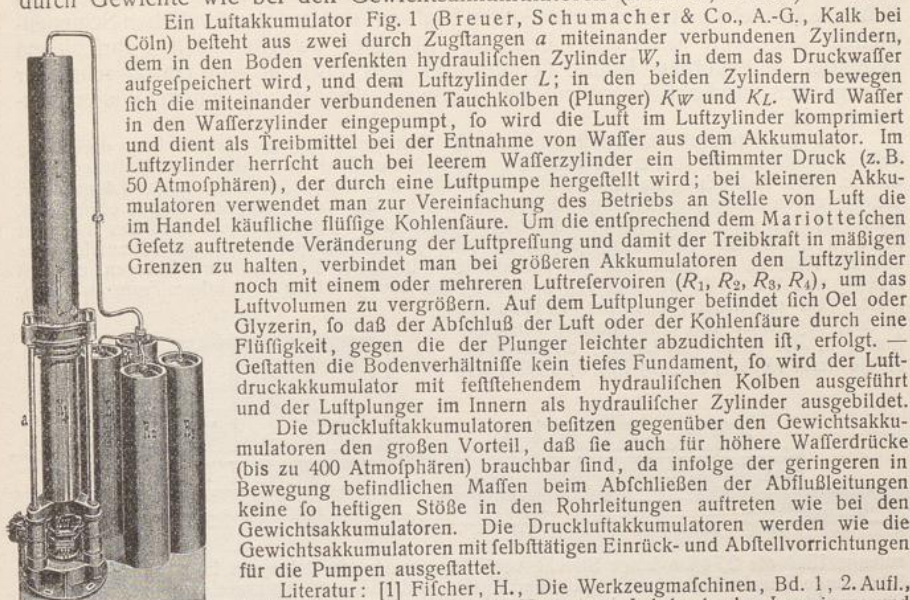 durch Gewichte wie bei den
Ein Luftakkumulator Fig. 1 (Breuer, Schumacher & Co., A.-G., Kalk bei
Cöln) beſteht aus zwei durch Zugſtangen a miteinander verbundenen Zylindern,
dem in den Boden verſenkten hydrauliſchen Zylinder W, in dem das Druckwaſſer
aufgeſpeichert wird, und dem Luftzylinder L; in den beiden Zylindern bewegen
ſich die miteinander verbundenen Tauchkolben (Plunger) KW und KL. Wird Waſſer
in den Waſſerzylinder eingepumpt, ſo wird die Luft im Luftzylinder komprimiert
und dient als Treibmittel bei der Entnahme von Waſſer aus dem Akkumulator. Im
Luftzylinder herrſcht auch bei leerem Waſſerzylinder ein beſtimmter Druck (z. B.
50 Atmoſphären), der durch eine Luftpumpe hergeſtellt wird; bei kleineren Akku-
mulatoren verwendet man zur Vereinfachung des Betriebs an Stelle von Luft die
im Handel käufliche flüſſige Kohlenſäure. Um die entſprechend dem Mariotteſchen
Geſetz auftretende Veränderung der Luftpreſſung und damit der Treibkraft in mäßigen
Grenzen zu halten, verbindet man bei größeren Akkumulatoren den Luftzylinder
noch mit einem oder mehreren Luftreſervoiren (R1, R2, R3, R4), um das
Luftvolumen zu vergrößern. Auf dem Luftplunger befindet ſich Oel oder
Glyzerin, ſo daß der Abſchluß der Luft oder der Kohlenſäure durch eine
Flüſſigkeit, gegen die der Plunger leichter abzudichten iſt, erfolgt. —
Geſtatten die Bodenverhältniſſe kein tiefes Fundament, ſo wird der Luft-
druckakkumulator mit feſtſtehendem hydrauliſchen Kolben ausgeführt
und der Luftplunger im Innern als hydrauliſcher Zylinder ausgebildet.
Die Druckluftakkumulatoren beſitzen gegenüber den Gewichtsakku-
mulatoren den großen Vorteil, daß ſie auch für höhere Waſſerdrücke
(bis zu 400 Atmoſphären) brauchbar ſind, da infolge der geringeren in
Bewegung befindlichen Maſſen beim Abſchließen der Abflußleitungen
keine ſo heftigen Stöße in den Rohrleitungen auftreten wie bei den
Gewichtsakkumulatoren. Die Druckluftakkumulatoren werden wie die
Gewichtsakkumulatoren mit ſelbſttätigen Einrück- und Abſtellvorrichtungen
für die Pumpen ausgeſtattet.
Literatur: [1] Fiſcher, H., Die Werkzeugmaſchinen, Bd. 1, 2. Aufl.,
a